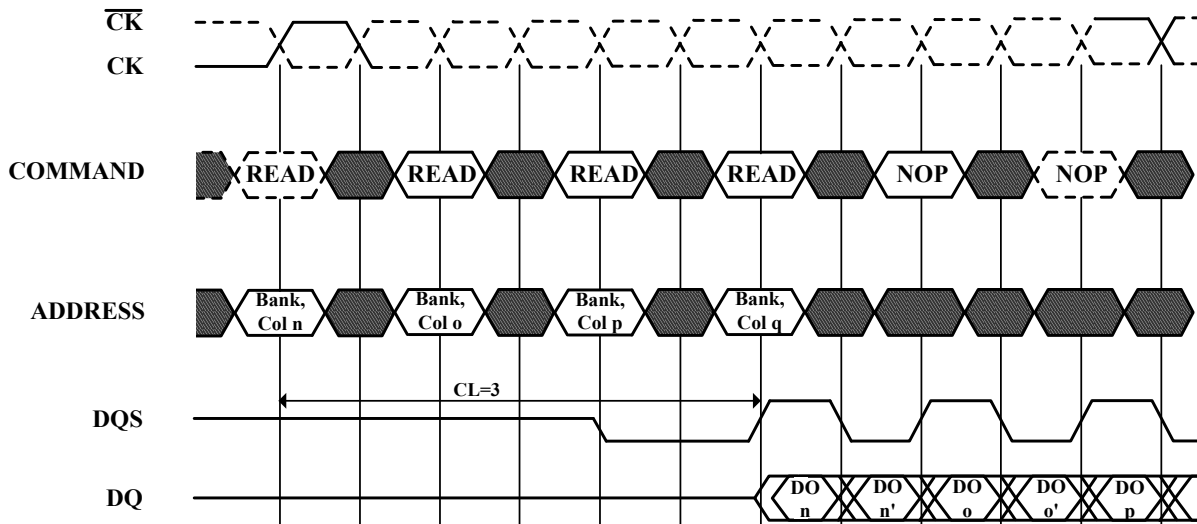 CK
CK
COMMAND
READ
READ
READ
READ
NOP
NOP
ADDRESS
Bank,
Col n
Bank,
Col o
Bank,
Col p
Bank,
Col q
CL=3
DQS
DQ
DO
n
DO
n'
DO
o
DO
o'
DO
p